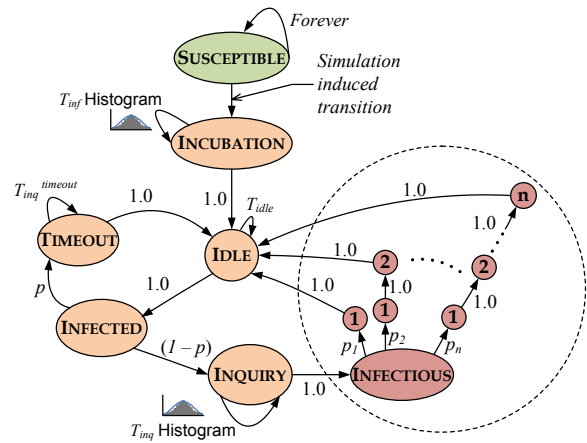 Forever
SUSCEPTIBLE
Simulation
induced
transition
T_inf Histogram
INCUBATION
1.0
T_inq^timeout
1.0
T_idle
1.0
n
TIMEOUT
IDLE
1.0
1.0
2
2
p
1.0
1.0
1.0
1.0
INFECTED
1
1
1
(1 – p)
p_1
p_2
p_n
INQUIRY
1.0
INFECTIOUS
T_inq Histogram